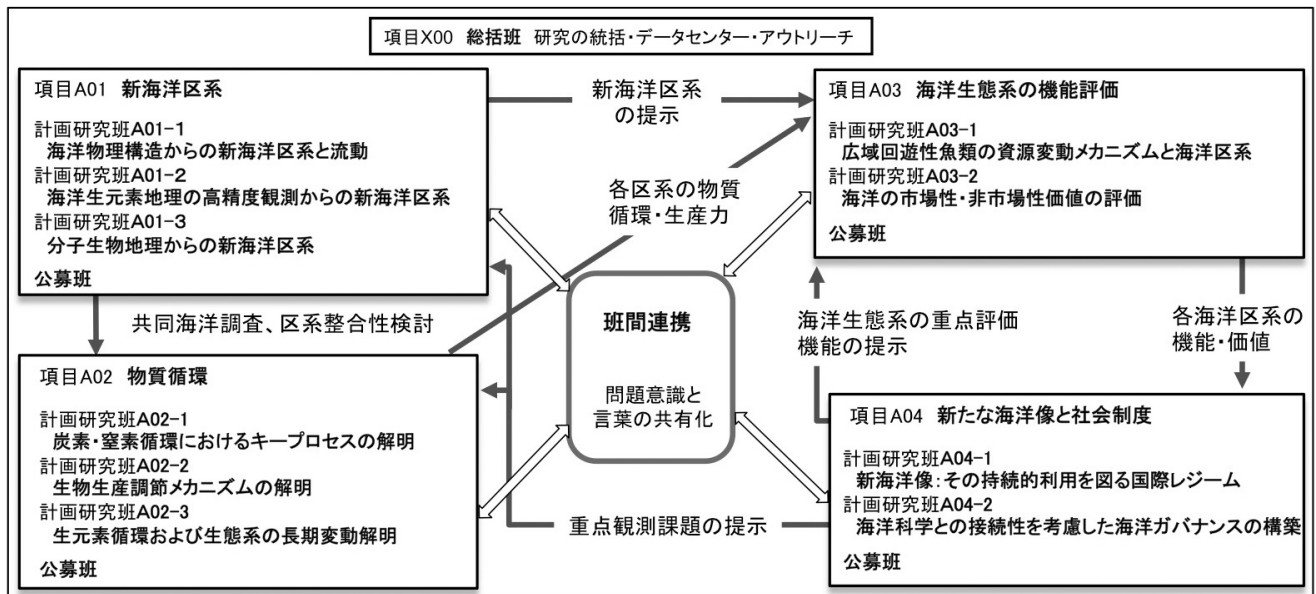 項目X00 総括班 研究の統括・データセンター・アウトリーチ
項目A01 新海洋区系
計画研究班A01-1
海洋物理構造からの新海洋区系と流動
計画研究班A01-2
海洋生元素地理の高精度観測からの新海洋区系
計画研究班A01-3
分子生物地理からの新海洋区系
公募班
新海洋区系
の提示
項目A03 海洋生態系の機能評価
計画研究班A03-1
広域回遊性魚類の資源変動メカニズムと海洋区系
計画研究班A03-2
海洋の市場性・非市場性価値の評価
公募班
各区系の物質
循環・生産力
共同海洋調査、区系整合性検討
班間連携
問題意識と
言葉の共有化
海洋生態系の重点評価
機能の提示
各海洋区系の
機能・価値
項目A02 物質循環
計画研究班A02-1
炭素・窒素循環におけるキープロセスの解明
計画研究班A02-2
生物生産調節メカニズムの解明
計画研究班A02-3
生元素循環および生態系の長期変動解明
公募班
重点観測課題の提示
項目A04 新たな海洋像と社会制度
計画研究班A04-1
新海洋像：その持続的利用を図る国際レジーム
計画研究班A04-2
海洋科学との接続性を考慮した海洋ガバナンスの構築
公募班